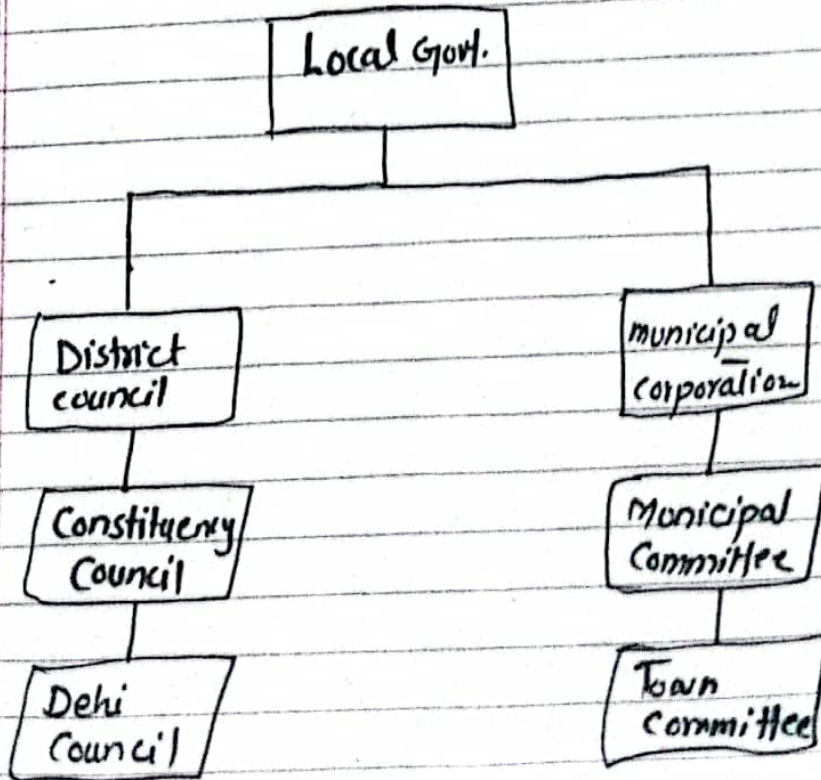 Local Govt.
District
council
municipal
corporation
Constituency
Council
Municipal
Committee
Dehi
Council
Town
Committee